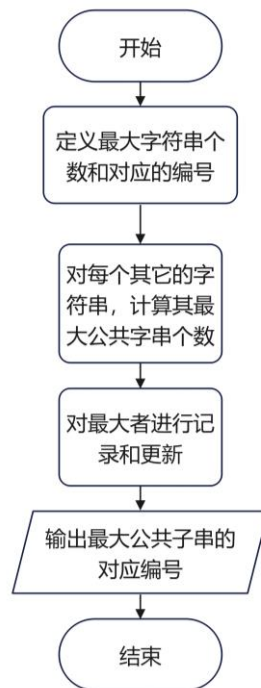 开始
定义最大字符串个
数和对应的编号
对每个其它的字
符串，计算其最
大公共字串个数
对最大者进行记
录和更新
输出最大公共子串的
对应编号
结束